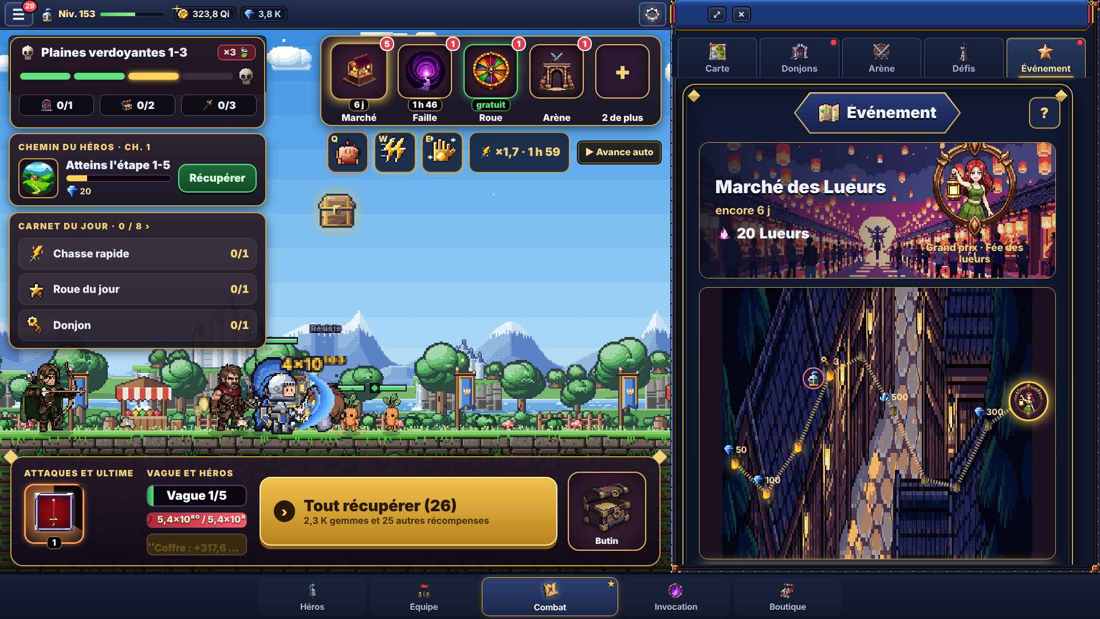 28
Niv. 153
323,8 Qi
3,8 K
Plaines verdoyantes 1-3
×3
0/1
0/2
0/3
CHEMIN DU HÉROS · CH. 1
Atteins l'étape 1-5
20
Récupérer
CARNET DU JOUR · 0 / 8 ›
Chasse rapide
0/1
Roue du jour
0/1
Donjon
0/1
5
1
1
1
6 j
1 h 46
gratuit
Marché
Faille
Roue
Arène
2 de plus
Q
W
E
×1,7 · 1 h 59
Avance auto
ATTAQUES ET ULTIME
1
VAGUE ET HÉROS
Vague 1/5
Coffre : +317,6 ...
Tout récupérer (26)
2,3 K gemmes et 25 autres récompenses
Butin
Héros
Équipe
Combat
Invocation
Boutique
Carte
Donjons
Arène
Défis
Événement
Événement
?
Marché des Lueurs
encore 6 j
20 Lueurs
Grand prix · Fée des
lueurs
3
500
300
50
100